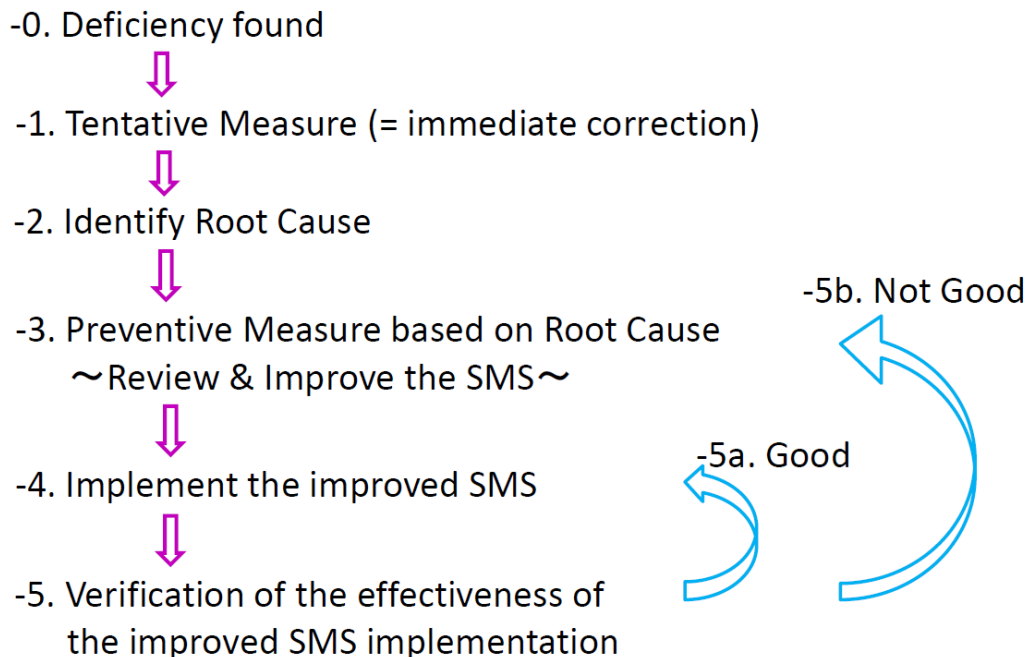 -0. Deficiency found
-1. Tentative Measure (= immediate correction)
-2. Identify Root Cause
-5b. Not Good
-3. Preventive Measure based on Root Cause
～Review & Improve the SMS～
-5a. Good
-4. Implement the improved SMS
-5. Verification of the effectiveness of
the improved SMS implementation